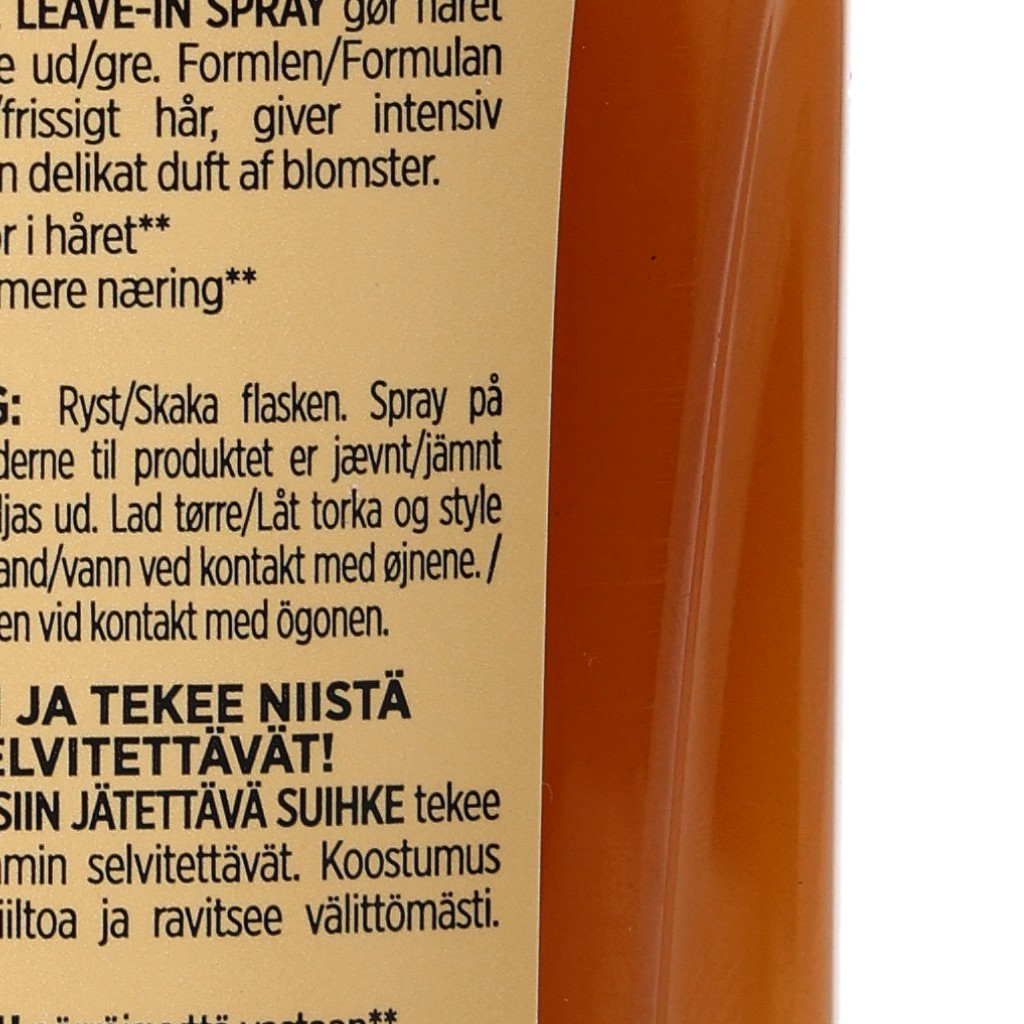 LEAVE-IN SPRAY gør håret
ud/gre. Formlen/Formulan
/frissigt hår, giver intensiv
n delikat duft af blomster.
i håret**
mere næring**
G: Ryst/Skaka flasken. Spray på
derne til produktet er jævnt/jämnt
ljas ud. Lad tørre/Låt torka og style
and/vann ved kontakt med øjnene. /
en vid kontakt med ögonen.
JA TEKEE NIISTÄ
ELVITETTÄVÄT!
SIIN JÄTETTÄVÄ SUIHKE tekee
min selvitettävät. Koostumus
iiltoa ja ravitsee välittömästi.